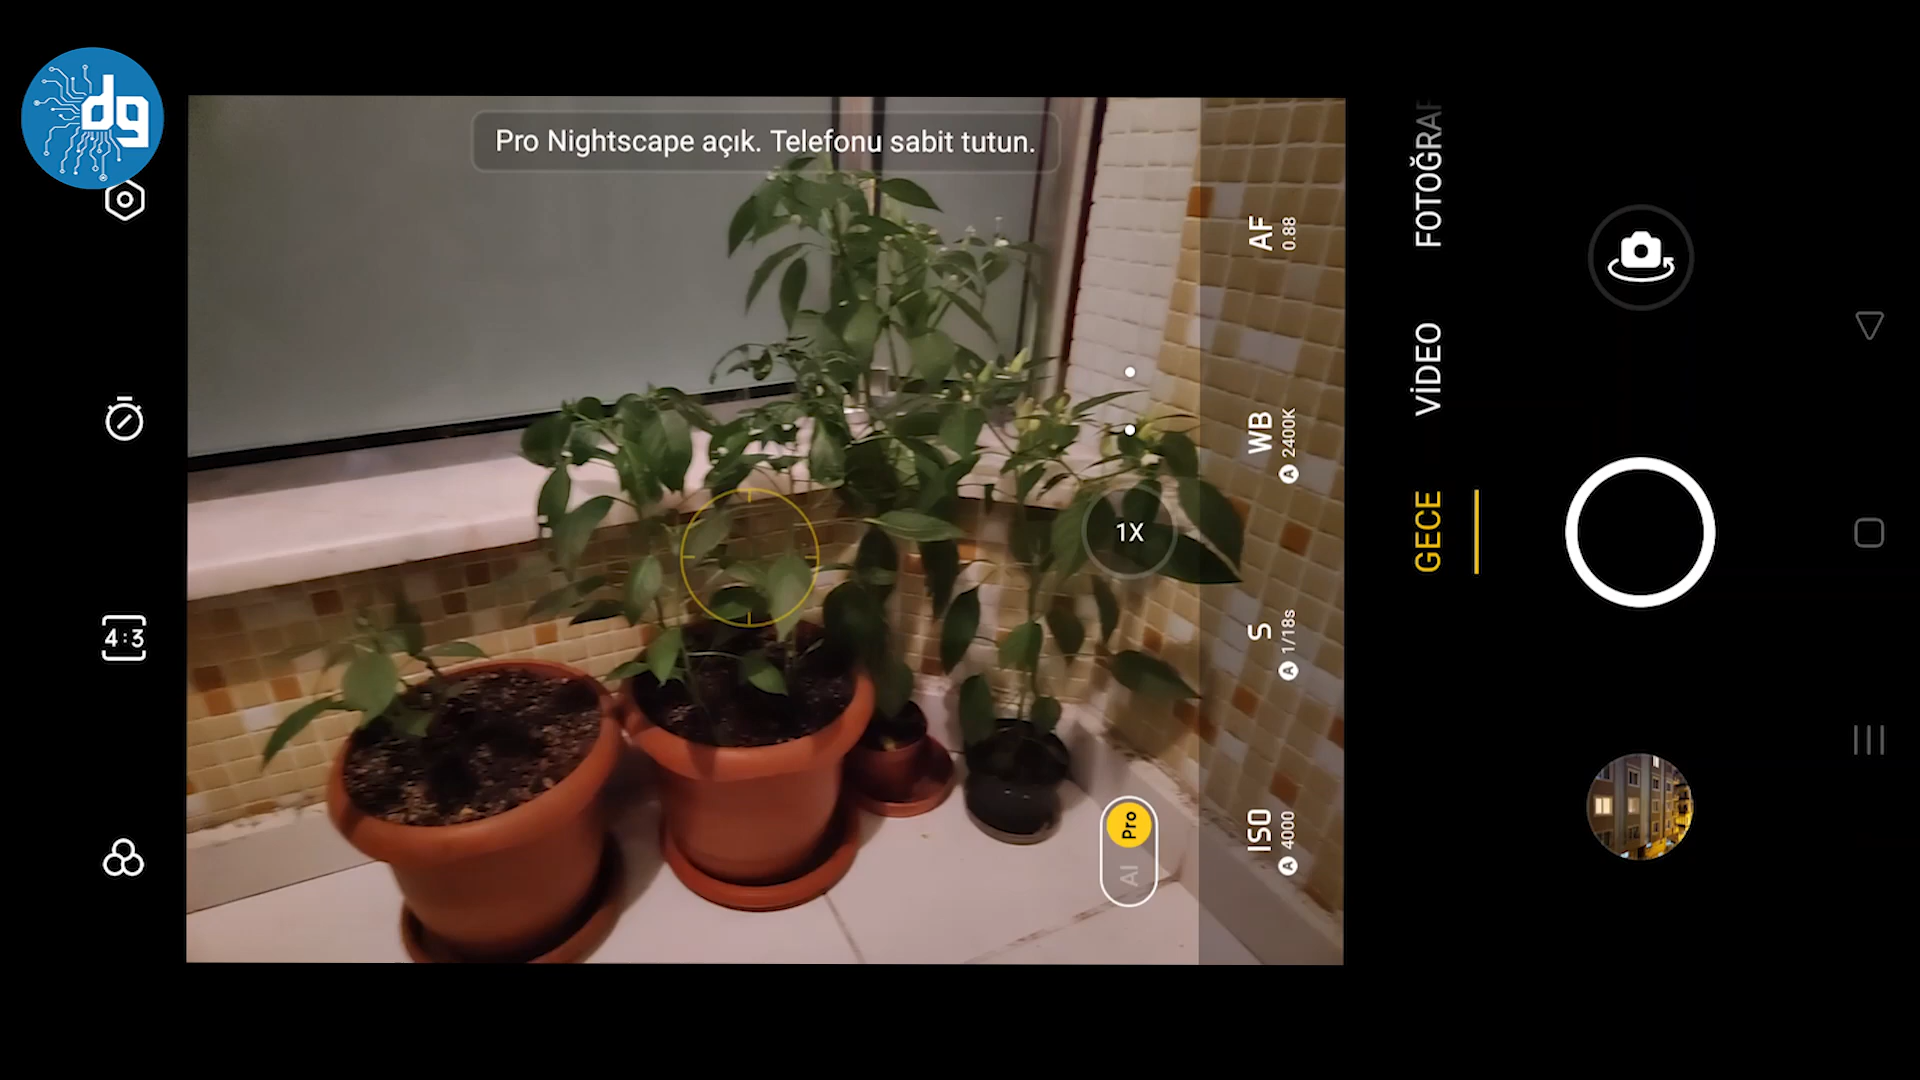 dg
Pro Nightscape açık. Telefonu sabit tutun.
4:3
AF
0.88
WB
A 2400K
S
A 1/18s
ISO
A 4000
1X
Pro
AI
FOTOĞRAF
VİDEO
GECE